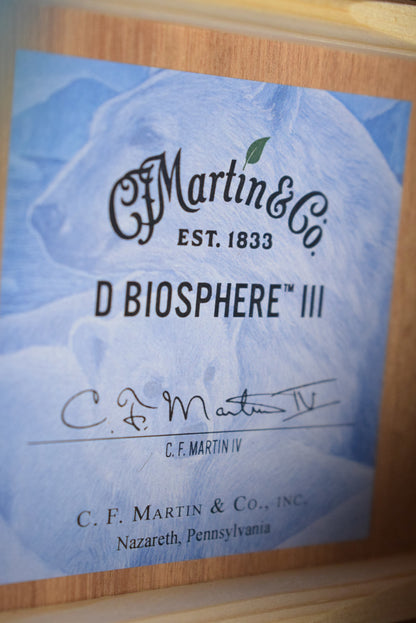 CFMartin & Co.
EST. 1833
D BIOSPHERE™ III
C. F. Martin IV
C. F. MARTIN IV
C. F. MARTIN & CO., INC.
Nazareth, Pennsylvania